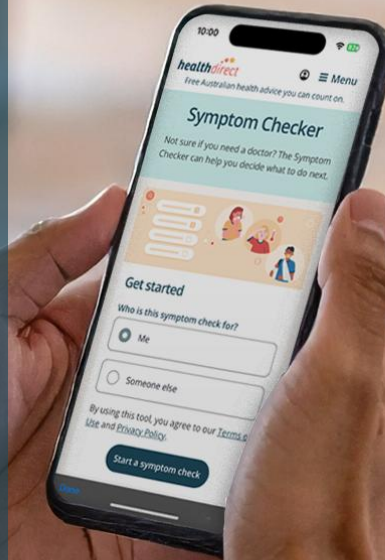 10:00
healthdirect
Menu
Free Australian health advice you can count on.
Symptom Checker
Not sure if you need a doctor? The Symptom
Checker can help you decide what to do next.
Get started
Who is this symptom check for?
Me
Someone else
By using this tool, you agree to our Terms o
Use and Privacy Policy.
Start a symptom check
Done